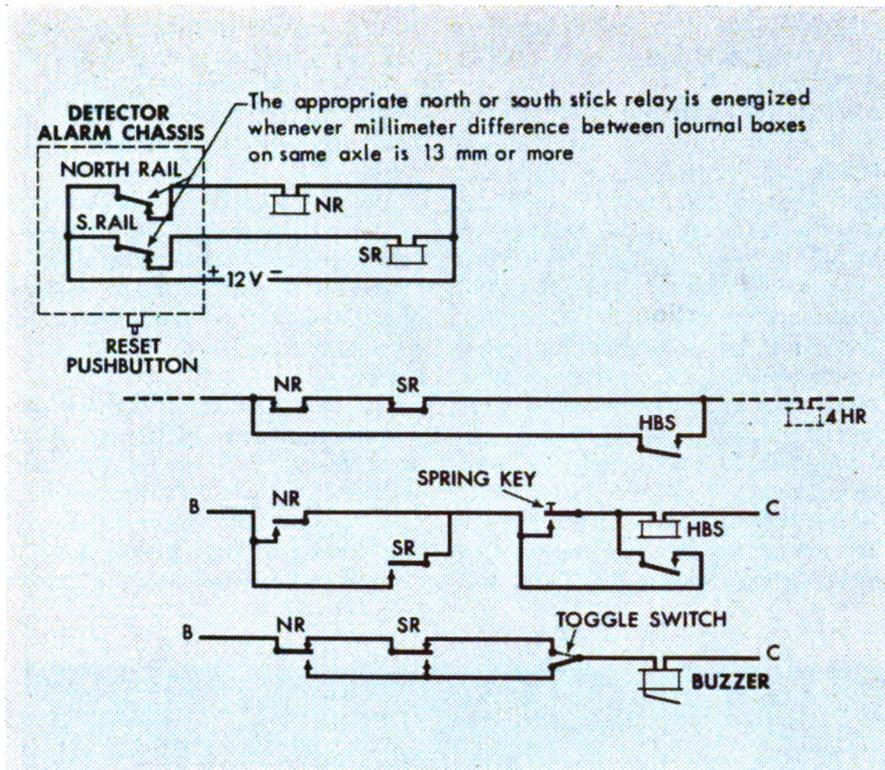 The appropriate north or south stick relay is energized
whenever millimeter difference between journal boxes
on same axle is 13 mm or more
DETECTOR
ALARM CHASSIS
NORTH RAIL
NR
S. RAIL
SR
+ 12 V −
RESET
PUSHBUTTON
NR
SR
HBS
4 HR
SPRING KEY
B
NR
C
HBS
SR
TOGGLE SWITCH
B
NR
SR
C
BUZZER